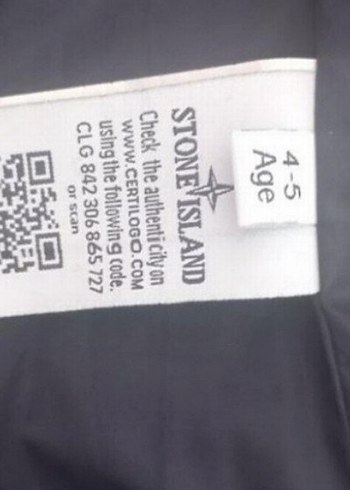 4-5
Age
STONE ISLAND
Check the authenticity on
WWW.CERTILOGO.COM
using the following code.
CLG 842 306 865 727
or scan